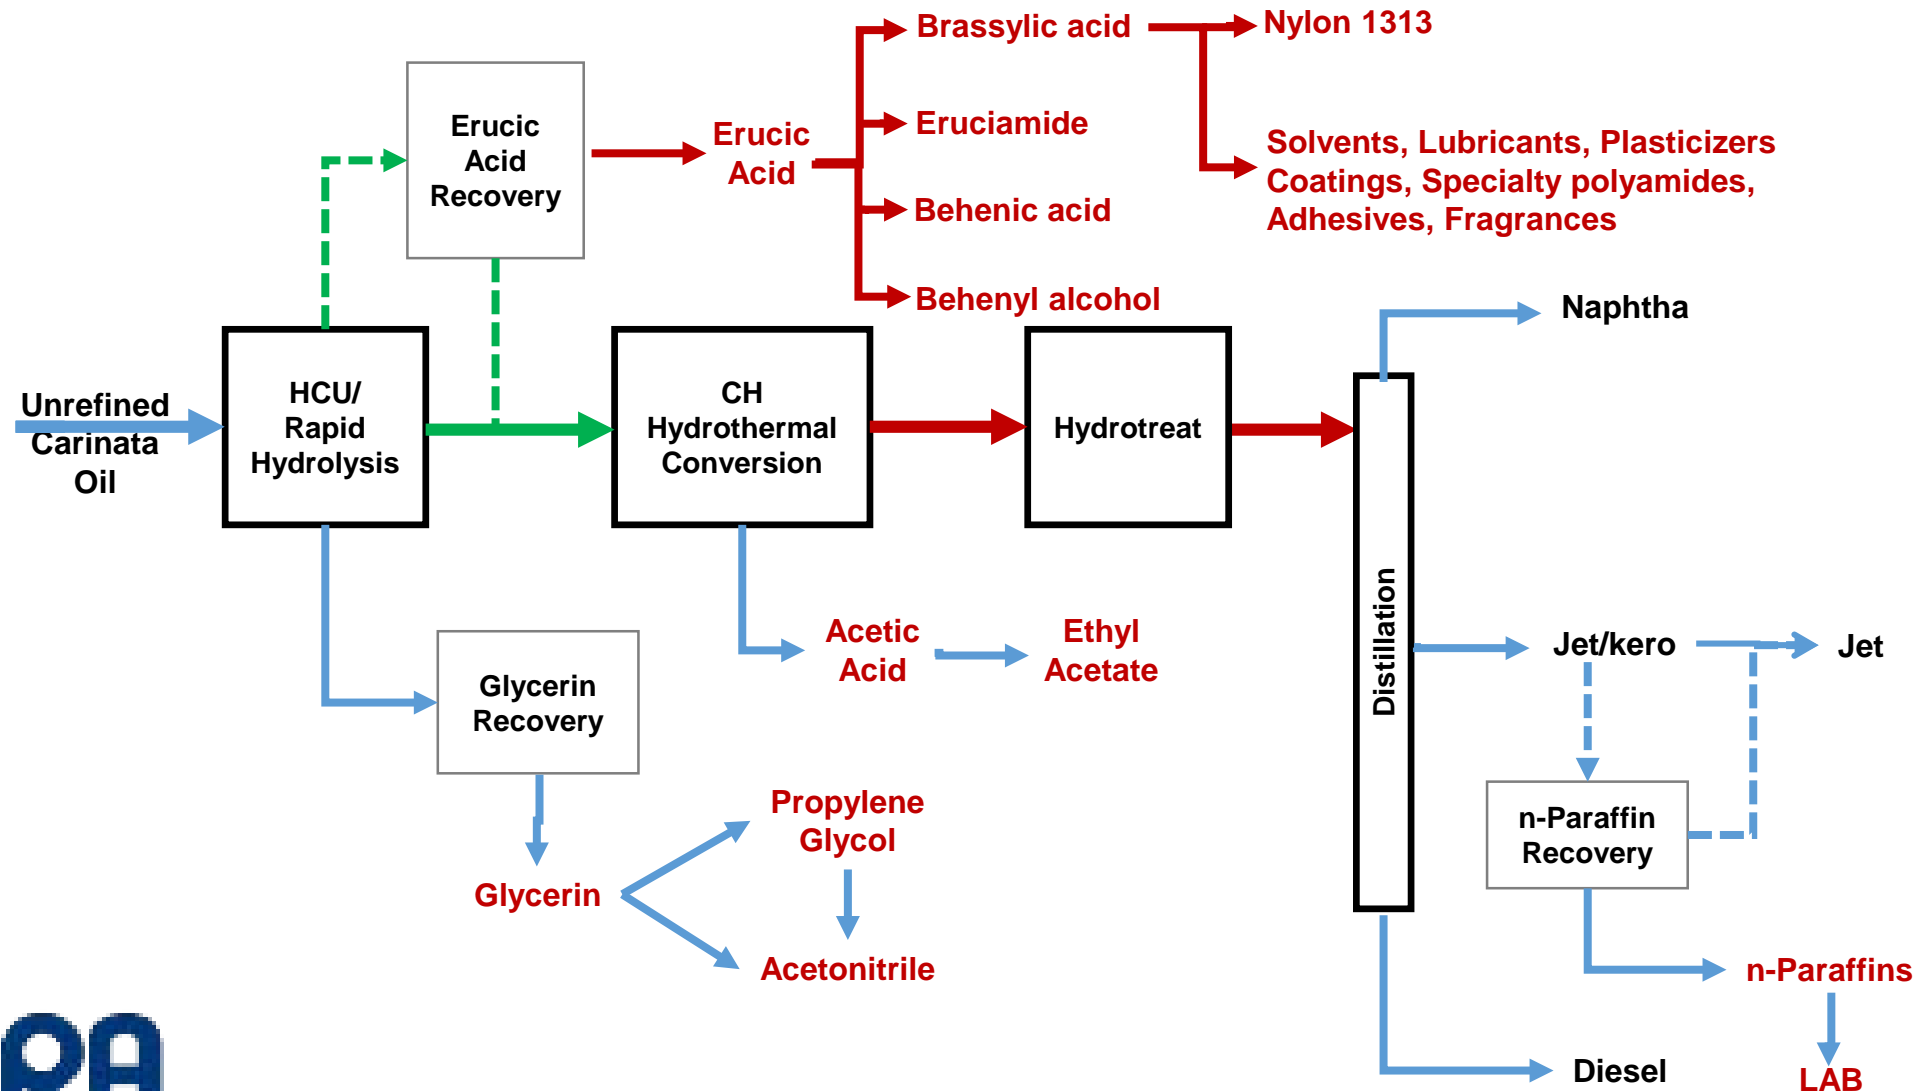 Brassylic acid
Nylon 1313
Erucic
Acid
Recovery
Erucic
Acid
Eruciamide
Solvents, Lubricants, Plasticizers
Coatings, Specialty polyamides,
Adhesives, Fragrances
Behenic acid
Behenyl alcohol
Naphtha
Unrefined
Carinata
Oil
HCU/
Rapid
Hydrolysis
CH
Hydrothermal
Conversion
Hydrotreat
Distillation
Acetic
Acid
Ethyl
Acetate
Jet/kero
Jet
Glycerin
Recovery
n-Paraffin
Recovery
Propylene
Glycol
Glycerin
Acetonitrile
n-Paraffins
Diesel
LAB